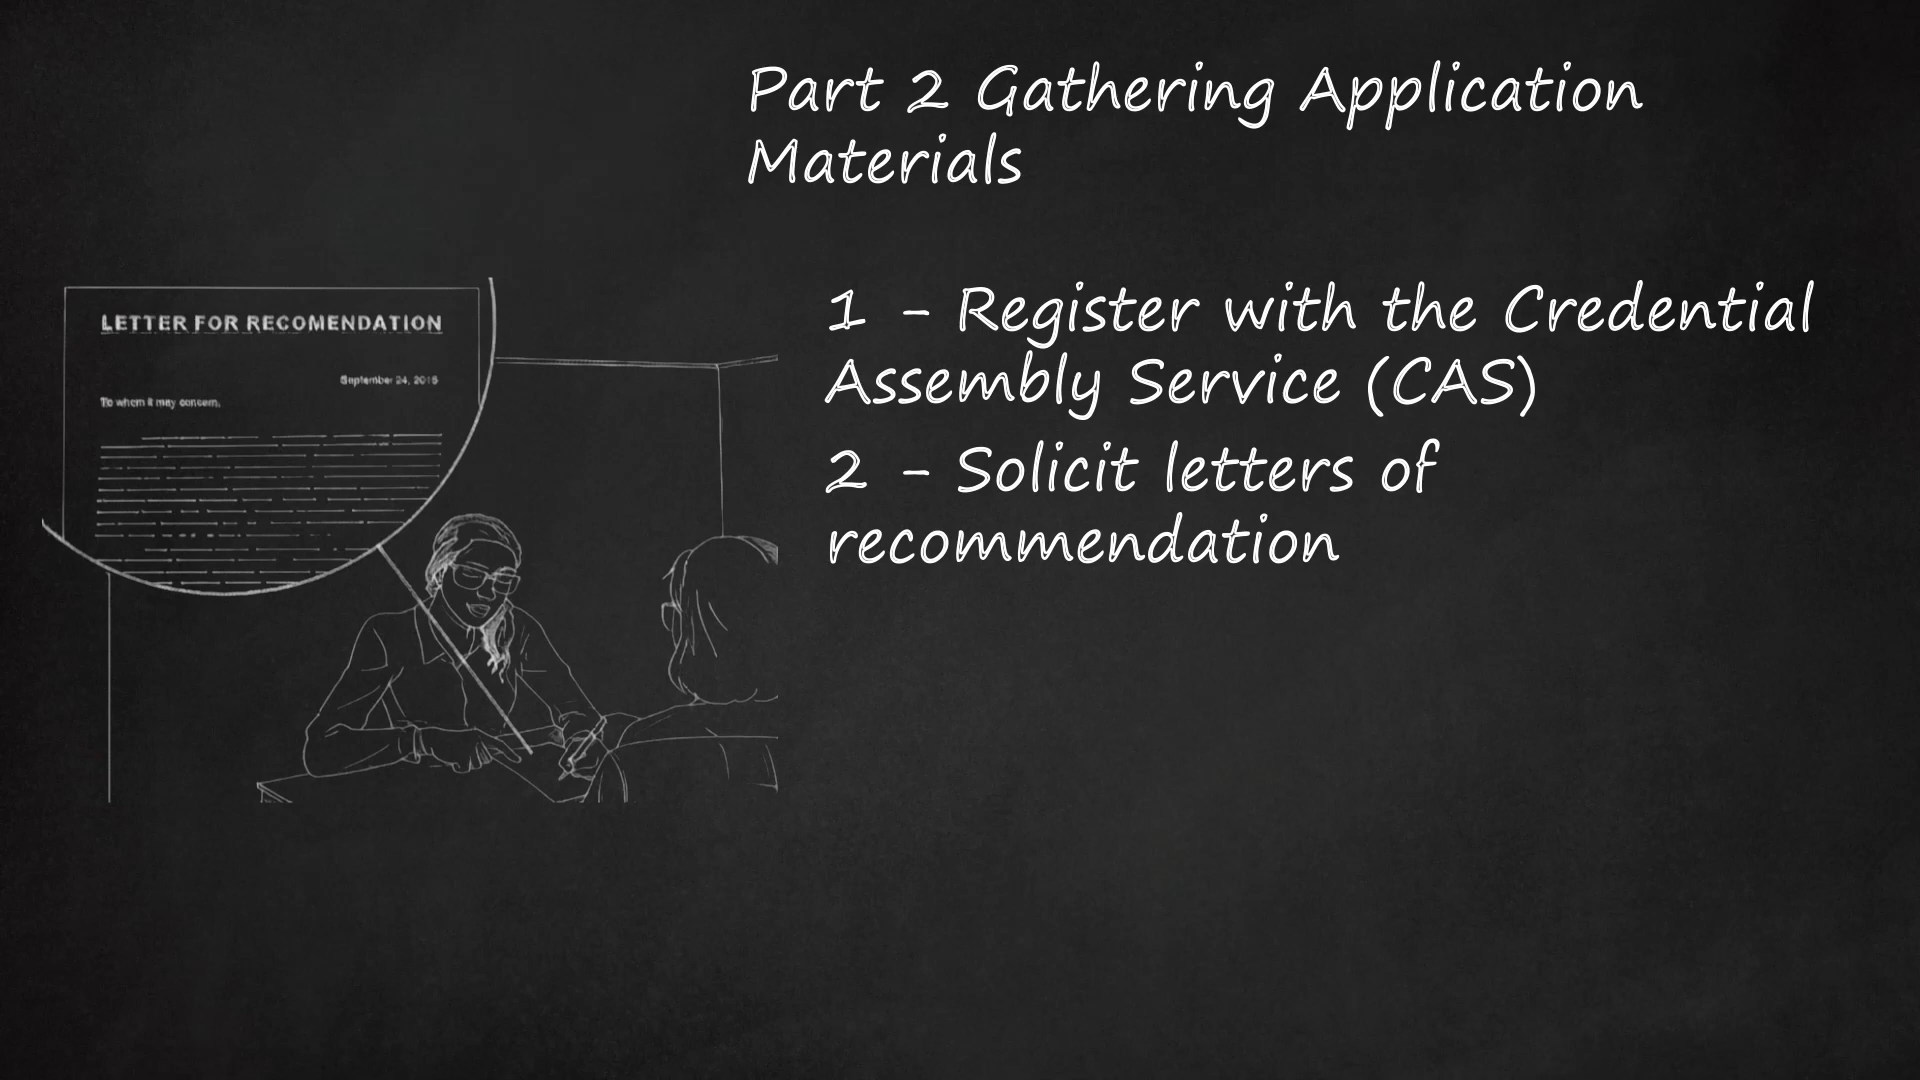 Part 2 Gathering Application
Materials
LETTER FOR RECOMENDATION
September 24, 2015
To whom it may concern,
1 - Register with the Credential
Assembly Service (CAS)
2 - Solicit letters of
recommendation